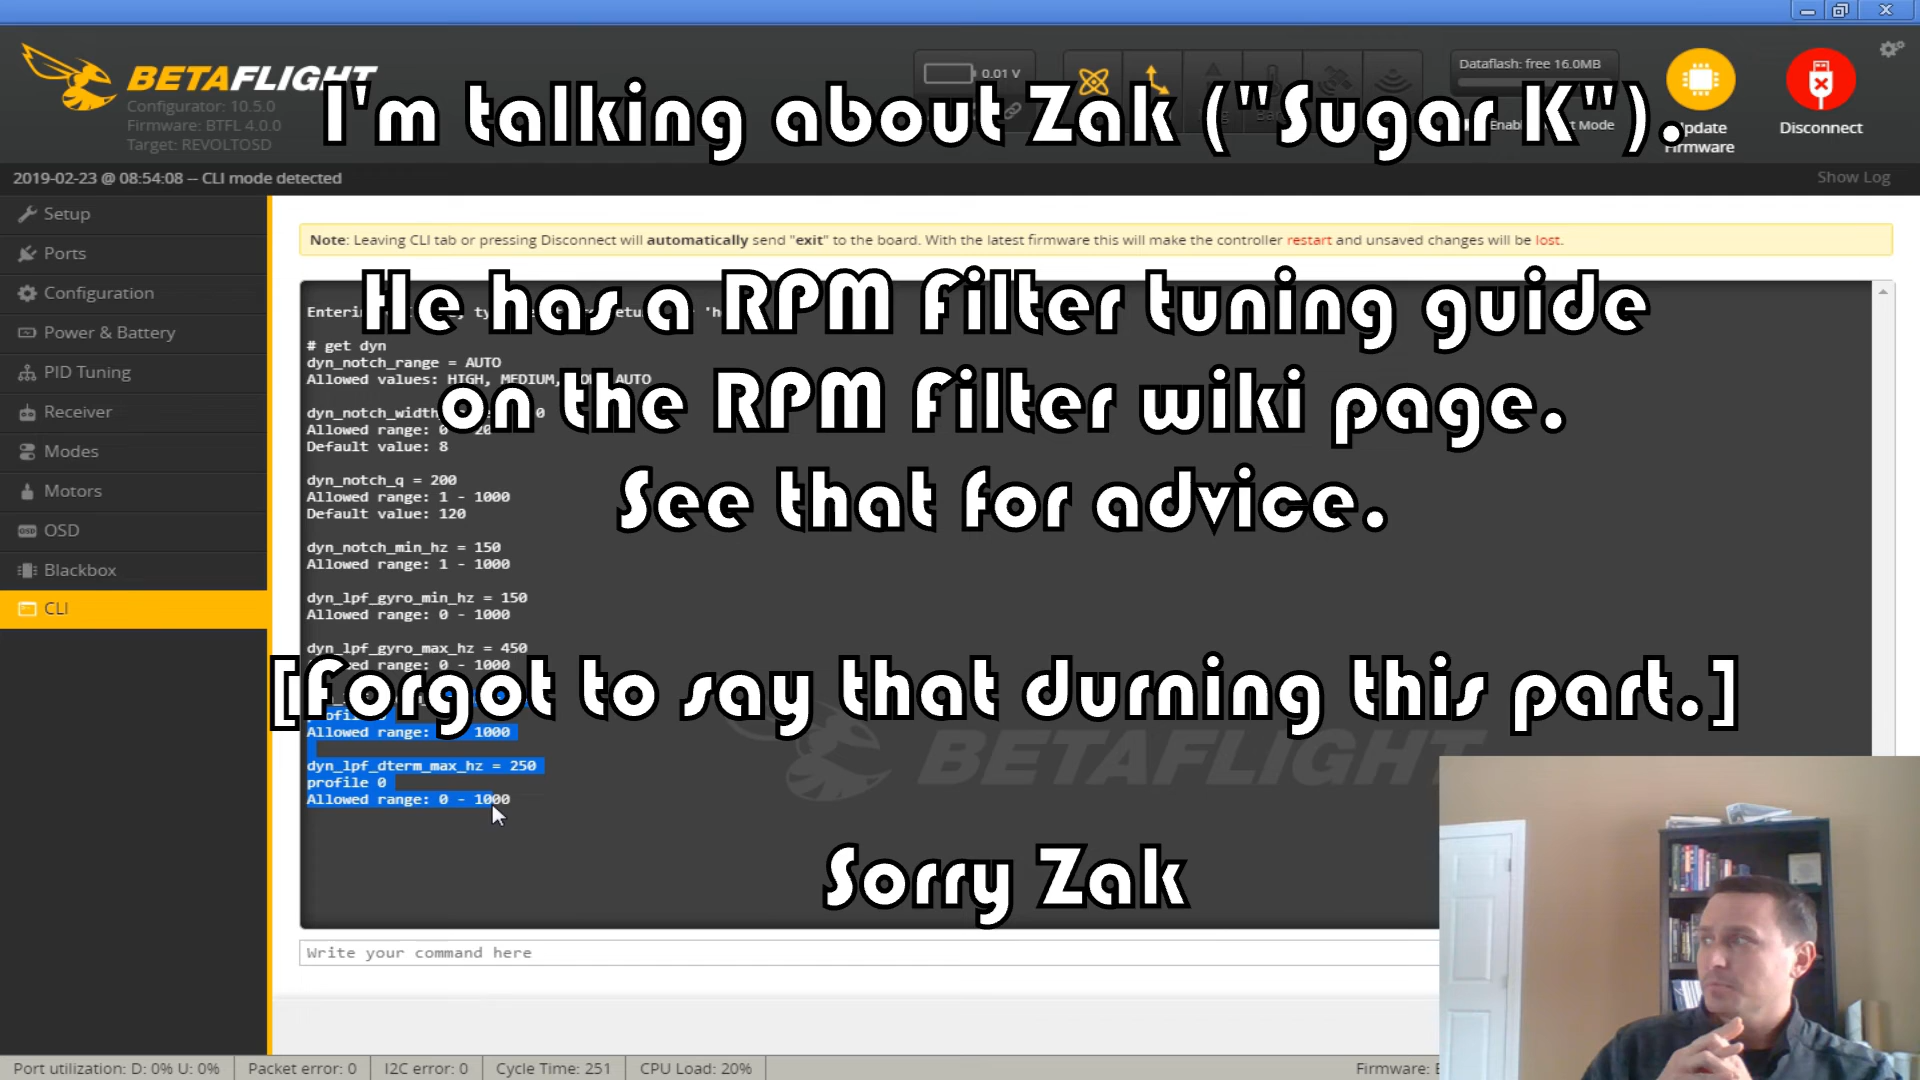 BETAFLIGHT
Configurator: 10.5.0
Firmware: BTFL 4.0.0
Target: REVOLTOSD
0.01 V
Dataflash: free 16.0MB
Update
Firmware
Disconnect
I'm talking about Zak ("Sugar K").
2019-02-23 @ 08:54:08 -- CLI mode detected
Show Log
Setup
Ports
Configuration
Power & Battery
PID Tuning
Receiver
Modes
Motors
OSD
Blackbox
CLI
Note: Leaving CLI tab or pressing Disconnect will automatically send "exit" to the board. With the latest firmware this will make the controller restart and unsaved changes will be lost.
He has a RPM Filter tuning guide
on the RPM Filter wiki page.
See that for advice.
[Forgot to say that durning this part.]
Sorry Zak
# get dyn
dyn_notch_range = AUTO
Allowed values: HIGH, MEDIUM, AUTO
dyn_notch_width
Allowed range: 0 20
Default value: 8
dyn_notch_q = 200
Allowed range: 1 - 1000
Default value: 120
dyn_notch_min_hz = 150
Allowed range: 1 - 1000
dyn_lpf_gyro_min_hz = 150
Allowed range: 0 - 1000
dyn_lpf_gyro_max_hz = 450
range: 0 - 1000
Allowed range: 1000
dyn_lpf_dterm_max_hz = 250
profile 0
Allowed range: 0 - 1000
BETAFLIGHT
Write your command here
Port utilization: D: 0% U: 0%
Packet error: 0
I2C error: 0
Cycle Time: 251
CPU Load: 20%
Firmware: